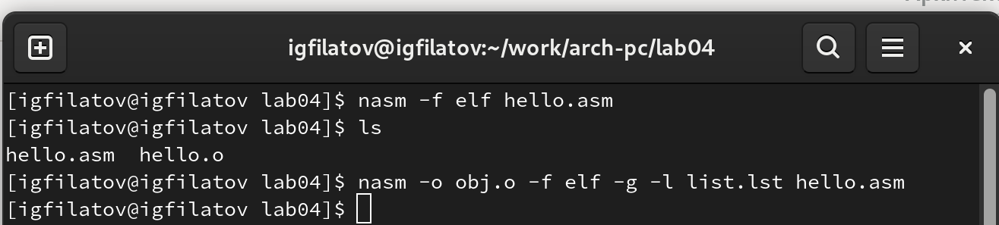 igfilatov@igfilatov:~/work/arch-pc/lab04
[igfilatov@igfilatov lab04]$ nasm -f elf hello.asm
[igfilatov@igfilatov lab04]$ ls
hello.asm  hello.o
[igfilatov@igfilatov lab04]$ nasm -o obj.o -f elf -g -l list.lst hello.asm
[igfilatov@igfilatov lab04]$